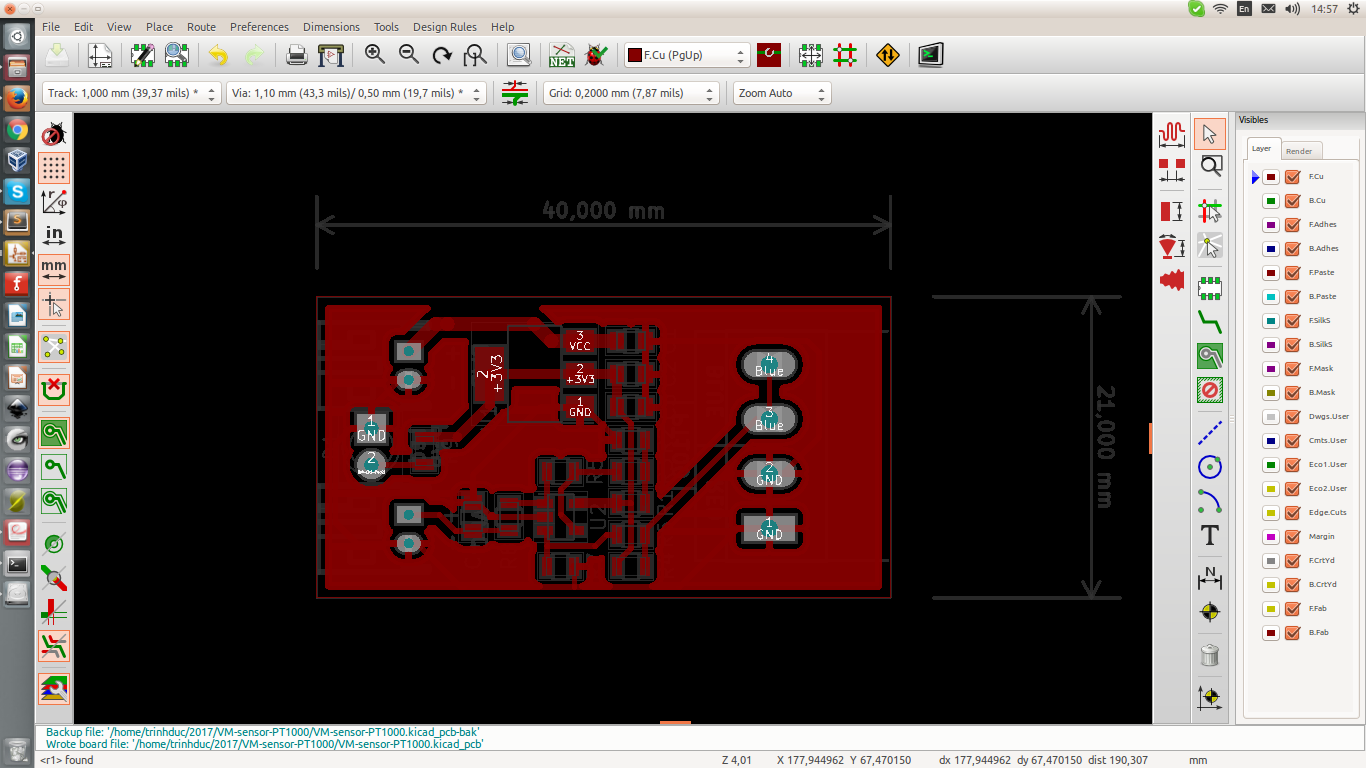 En
14:57
File Edit View Place Route Preferences Dimensions Tools Design Rules Help
NET
F.Cu (PgUp)
Track: 1,000 mm (39,37 mils) *
Via: 1,10 mm (43,3 mils)/ 0,50 mm (19,7 mils) *
Grid: 0,2000 mm (7,87 mils)
Zoom Auto
in
mm
40,000 mm
21,000 mm
3
VCC
2
+3V3
1
GND
2
+3V3
1
GND
2
4
Blue
3
Blue
2
GND
1
GND
U2
T
N
Visibles
Layer
Render
F.Cu
B.Cu
F.Adhes
B.Adhes
F.Paste
B.Paste
F.SilkS
B.SilkS
F.Mask
B.Mask
Dwgs.User
Cmts.User
Eco1.User
Eco2.User
Edge.Cuts
Margin
F.CrtYd
B.CrtYd
F.Fab
B.Fab
Backup file: '/home/trinhduc/2017/VM-sensor-PT1000/VM-sensor-PT1000.kicad_pcb-bak'
Wrote board file: '/home/trinhduc/2017/VM-sensor-PT1000/VM-sensor-PT1000.kicad_pcb'
<r1> found
Z 4,01
X 177,944962 Y 67,470150
dx 177,944962 dy 67,470150 dist 190,307
mm